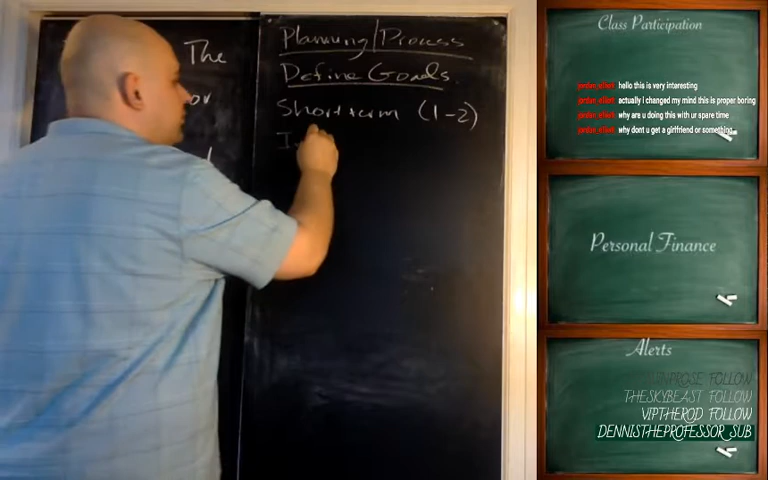 The
or
Planning/Process
Define Goals.
Short term (1-2)
I
Class Participation
jordan_elliott hello this is very interesting
jordan_elliott actually I changed my mind this is proper boring
jordan_elliott why are u doing this with ur spare time
jordan_elliott why dont u get a girlfriend or something
Personal Finance
Alerts
FOLLOW
THESKYBEAST FOLLOW
VIPTHEROD FOLLOW
DENNISTHEPROFESSOR SUB